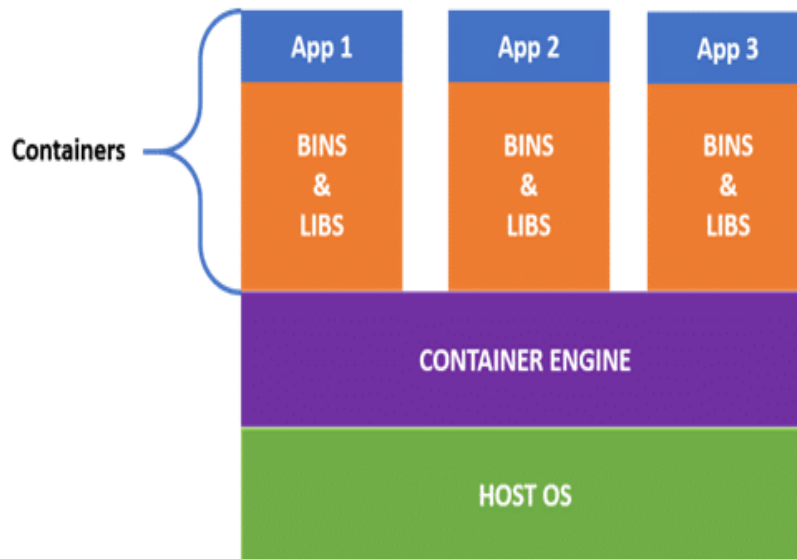 App 1
App 2
App 3
Containers
BINS
&
LIBS
BINS
&
LIBS
BINS
&
LIBS
CONTAINER ENGINE
HOST OS